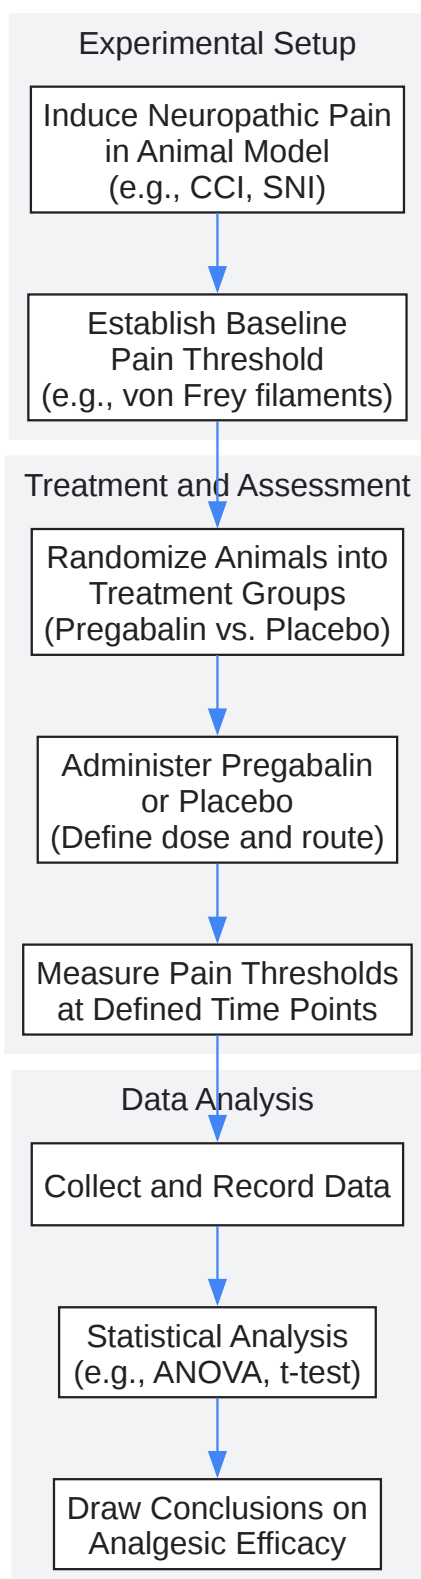 Experimental Setup
Induce Neuropathic Pain
in Animal Model
(e.g., CCI, SNI)
Establish Baseline
Pain Threshold
(e.g., von Frey filaments)
Treatment and Assessment
Randomize Animals into
Treatment Groups
(Pregabalin vs. Placebo)
Administer Pregabalin
or Placebo
(Define dose and route)
Measure Pain Thresholds
at Defined Time Points
Data Analysis
Collect and Record Data
Statistical Analysis
(e.g., ANOVA, t-test)
Draw Conclusions on
Analgesic Efficacy